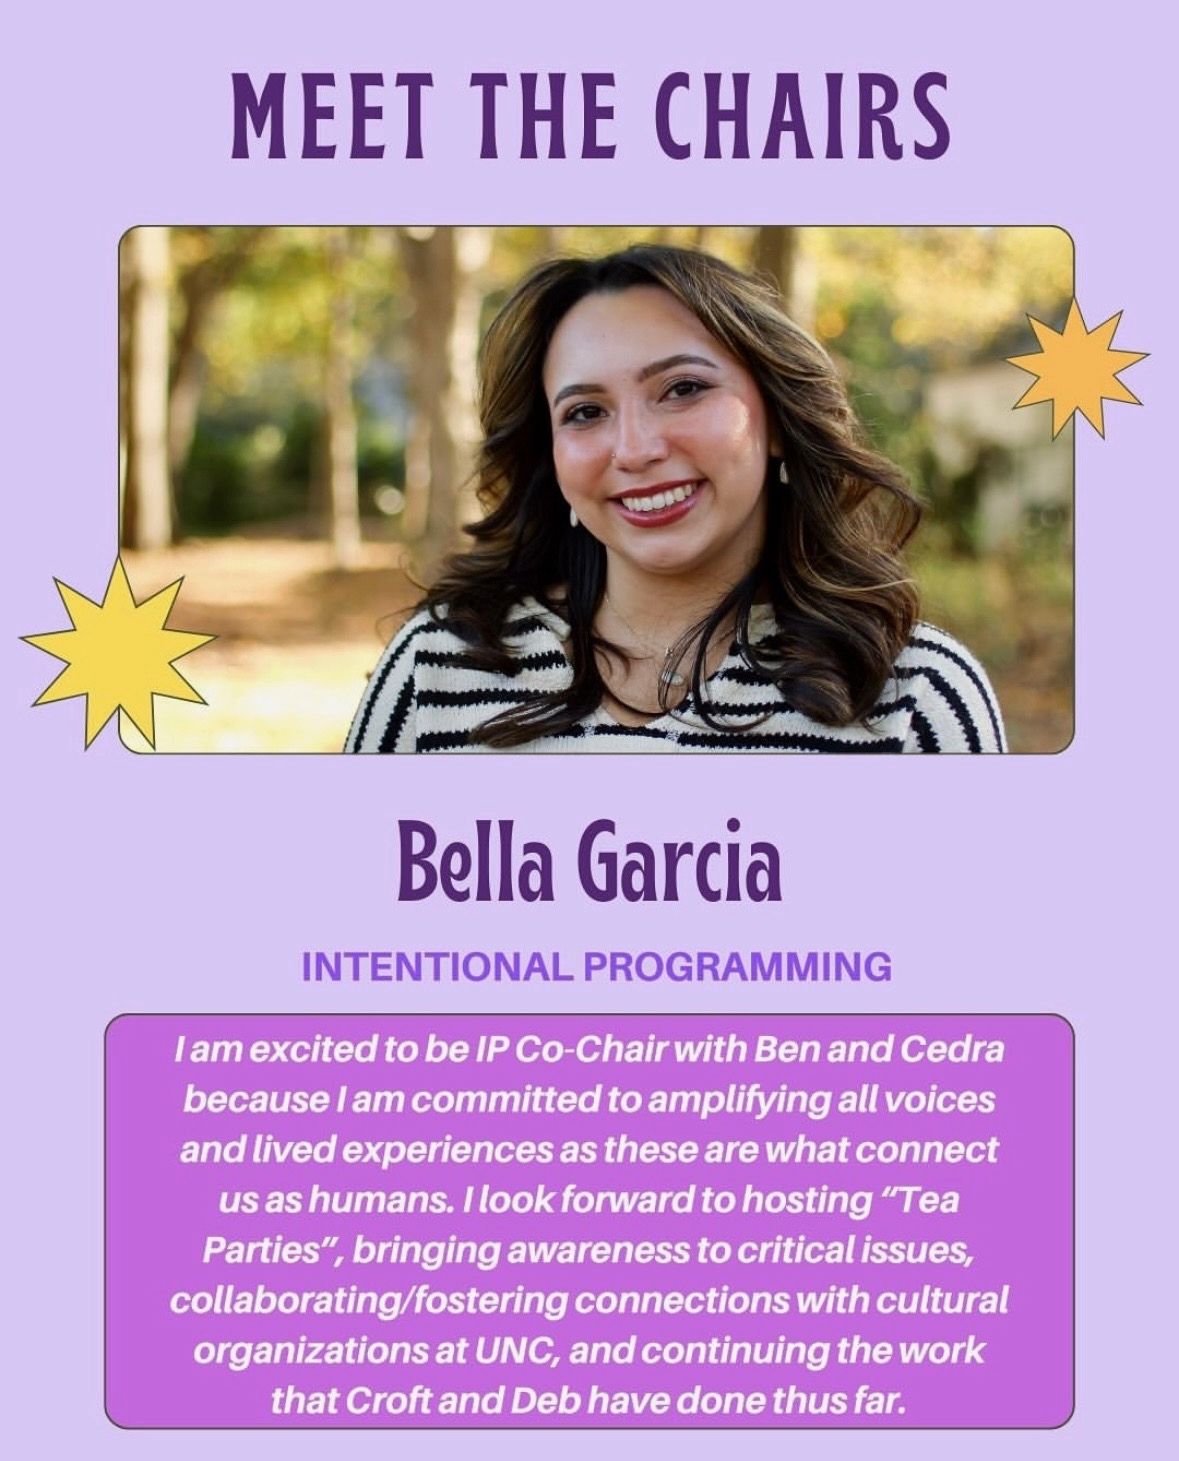 MEET THE CHAIRS
Bella Garcia
INTENTIONAL PROGRAMMING
I am excited to be IP Co-Chair with Ben and Cedra
because I am committed to amplifying all voices
and lived experiences as these are what connect
us as humans. I look forward to hosting “Tea
Parties”, bringing awareness to critical issues,
collaborating/fostering connections with cultural
organizations at UNC, and continuing the work
that Croft and Deb have done thus far.